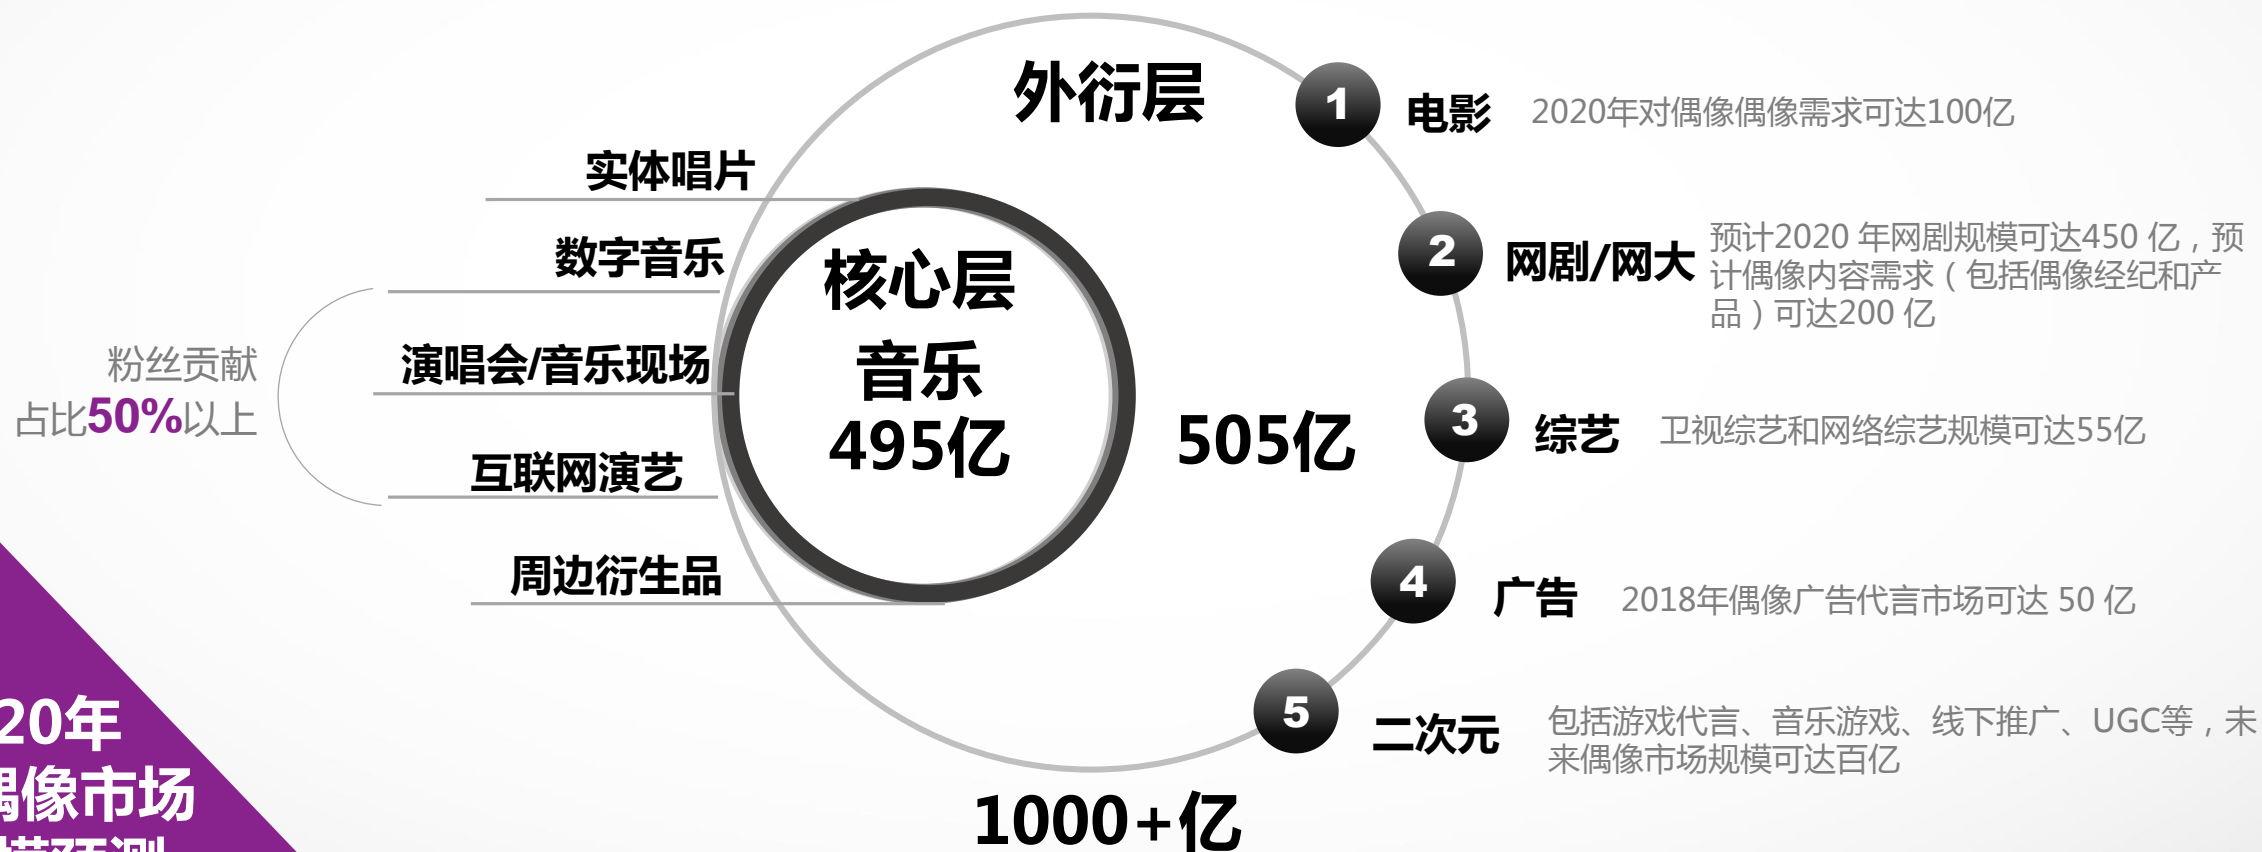 外衍层
1 电影 2020年对偶像偶像需求可达100亿
实体唱片
数字音乐
演唱会/音乐现场
互联网演艺
周边衍生品
粉丝贡献
占比50%以上
核心层
音乐
495亿
505亿
2 网剧/网大
预计2020 年网剧规模可达450 亿，预
计偶像内容需求（包括偶像经纪和产
品）可达200 亿
3 综艺 卫视综艺和网络综艺规模可达55亿
4 广告 2018年偶像广告代言市场可达 50 亿
5 二次元
包括游戏代言、音乐游戏、线下推广、UGC等，未
来偶像市场规模可达百亿
1000+亿
20年
偶像市场
模预测